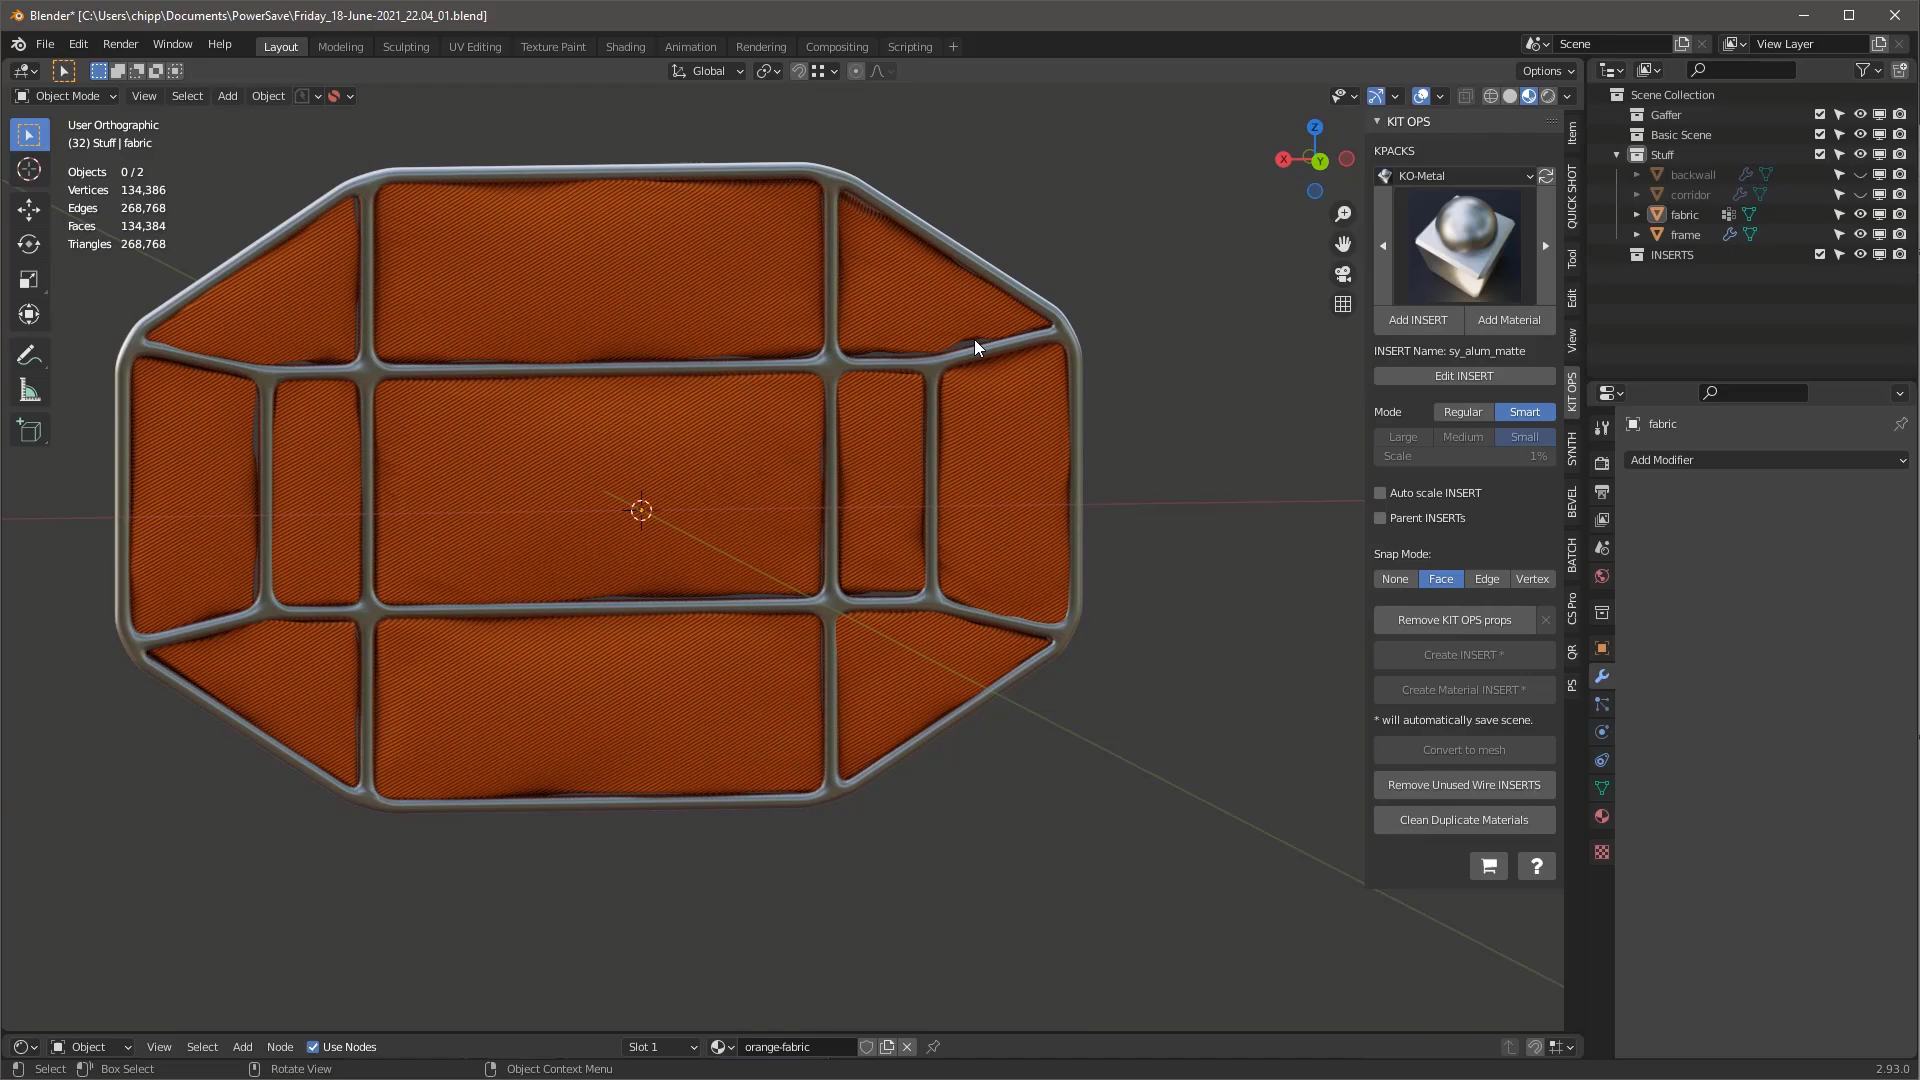 Blender* [C:\Users\chipp\Documents\PowerSave\Friday_18-June-2021_22.04_01.blend]
File Edit Render Window Help Layout Modeling Sculpting UV Editing Texture Paint Shading Animation Rendering Compositing Scripting + Scene View Layer
Global Options
Object Mode View Select Add Object
User Orthographic
(32) Stuff | fabric
Objects 0 / 2
Vertices 134,386
Edges 268,768
Faces 134,384
Triangles 268,768
Z
X
Y
KIT OPS
KPACKS
KO-Metal
Add INSERT Add Material
INSERT Name: sy_alum_matte
Edit INSERT
Mode Regular Smart
Large Medium Small
Scale 1%
Auto scale INSERT
Parent INSERTs
Snap Mode:
None Face Edge Vertex
Remove KIT OPS props
Create INSERT *
Create Material INSERT *
* will automatically save scene.
Convert to mesh
Remove Unused Wire INSERTS
Clean Duplicate Materials
?
Item
QUICK SHOT
Tool
Edit
View
KIT OPS
SYNTH
BEVEL
BATCH
CS Pro
QR
PS
Scene Collection
Gaffer
Basic Scene
Stuff
backwall
corridor
fabric
frame
INSERTS
fabric
Add Modifier
Object View Select Add Node Use Nodes Slot 1 orange-fabric
Select Box Select Rotate View Object Context Menu 2.93.0